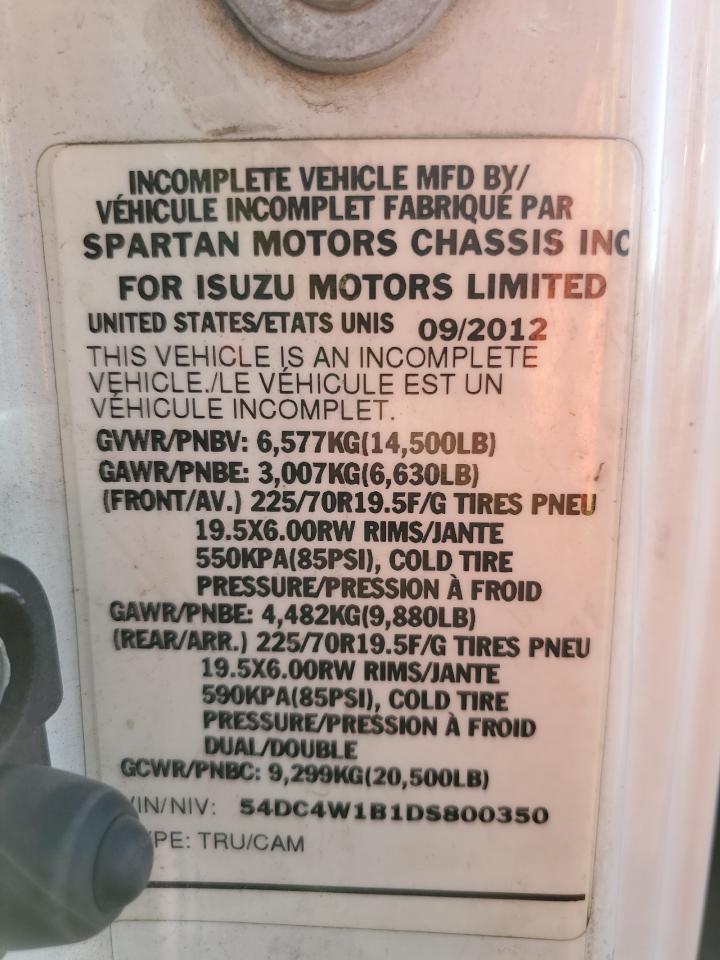 INCOMPLETE VEHICLE MFD BY/
VÉHICULE INCOMPLET FABRIQUÉ PAR
SPARTAN MOTORS CHASSIS INC
FOR ISUZU MOTORS LIMITED
UNITED STATES/ETATS UNIS 09/2012
THIS VEHICLE IS AN INCOMPLETE
VEHICLE./LE VÉHICULE EST UN
VÉHICULE INCOMPLET.
GVWR/PNBV: 6,577KG(14,500LB)
GAWR/PNBE: 3,007KG(6,630LB)
(FRONT/AV.) 225/70R19.5F/G TIRES PNEU
19.5X6.00RW RIMS/JANTE
550KPA(85PSI), COLD TIRE
PRESSURE/PRESSION À FROID
GAWR/PNBE: 4,482KG(9,880LB)
(REAR/ARR.) 225/70R19.5F/G TIRES PNEU
19.5X6.00RW RIMS/JANTE
590KPA(85PSI), COLD TIRE
PRESSURE/PRESSION À FROID
DUAL/DOUBLE
GCWR/PNBC: 9,299KG(20,500LB)
/IN/NIV: 54DC4W1B1DS800350
PE: TRU/CAM